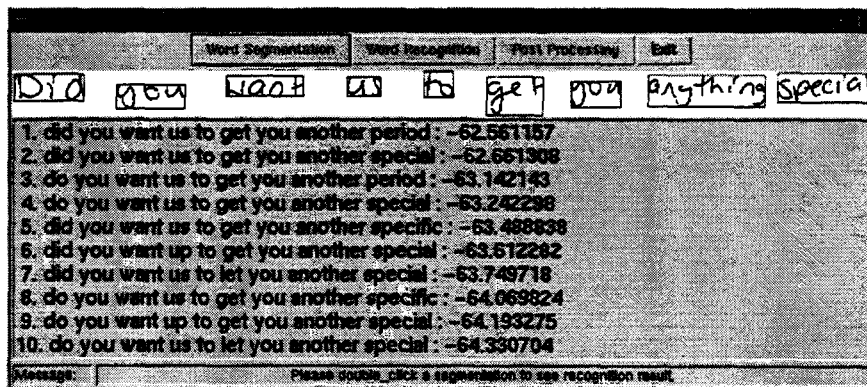 Word Segmentation Word Recognition Post Processing Exit
Did you want us to get you anything special
1. did you want us to get you another period : -62.561157
2. did you want us to get you another special : -62.661308
3. do you want us to get you another period : -63.142143
4. do you want us to get you another special : -63.242298
5. did you want us to get you another specific : -63.488838
6. did you want up to get you another special : -63.612282
7. did you want us to let you another special : -63.749718
8. do you want us to get you another specific : -64.069824
9. do you want up to get you another special : -64.193275
10. do you want us to let you another special : -64.330704
Message: Please double_click a segmentation to see recognition result